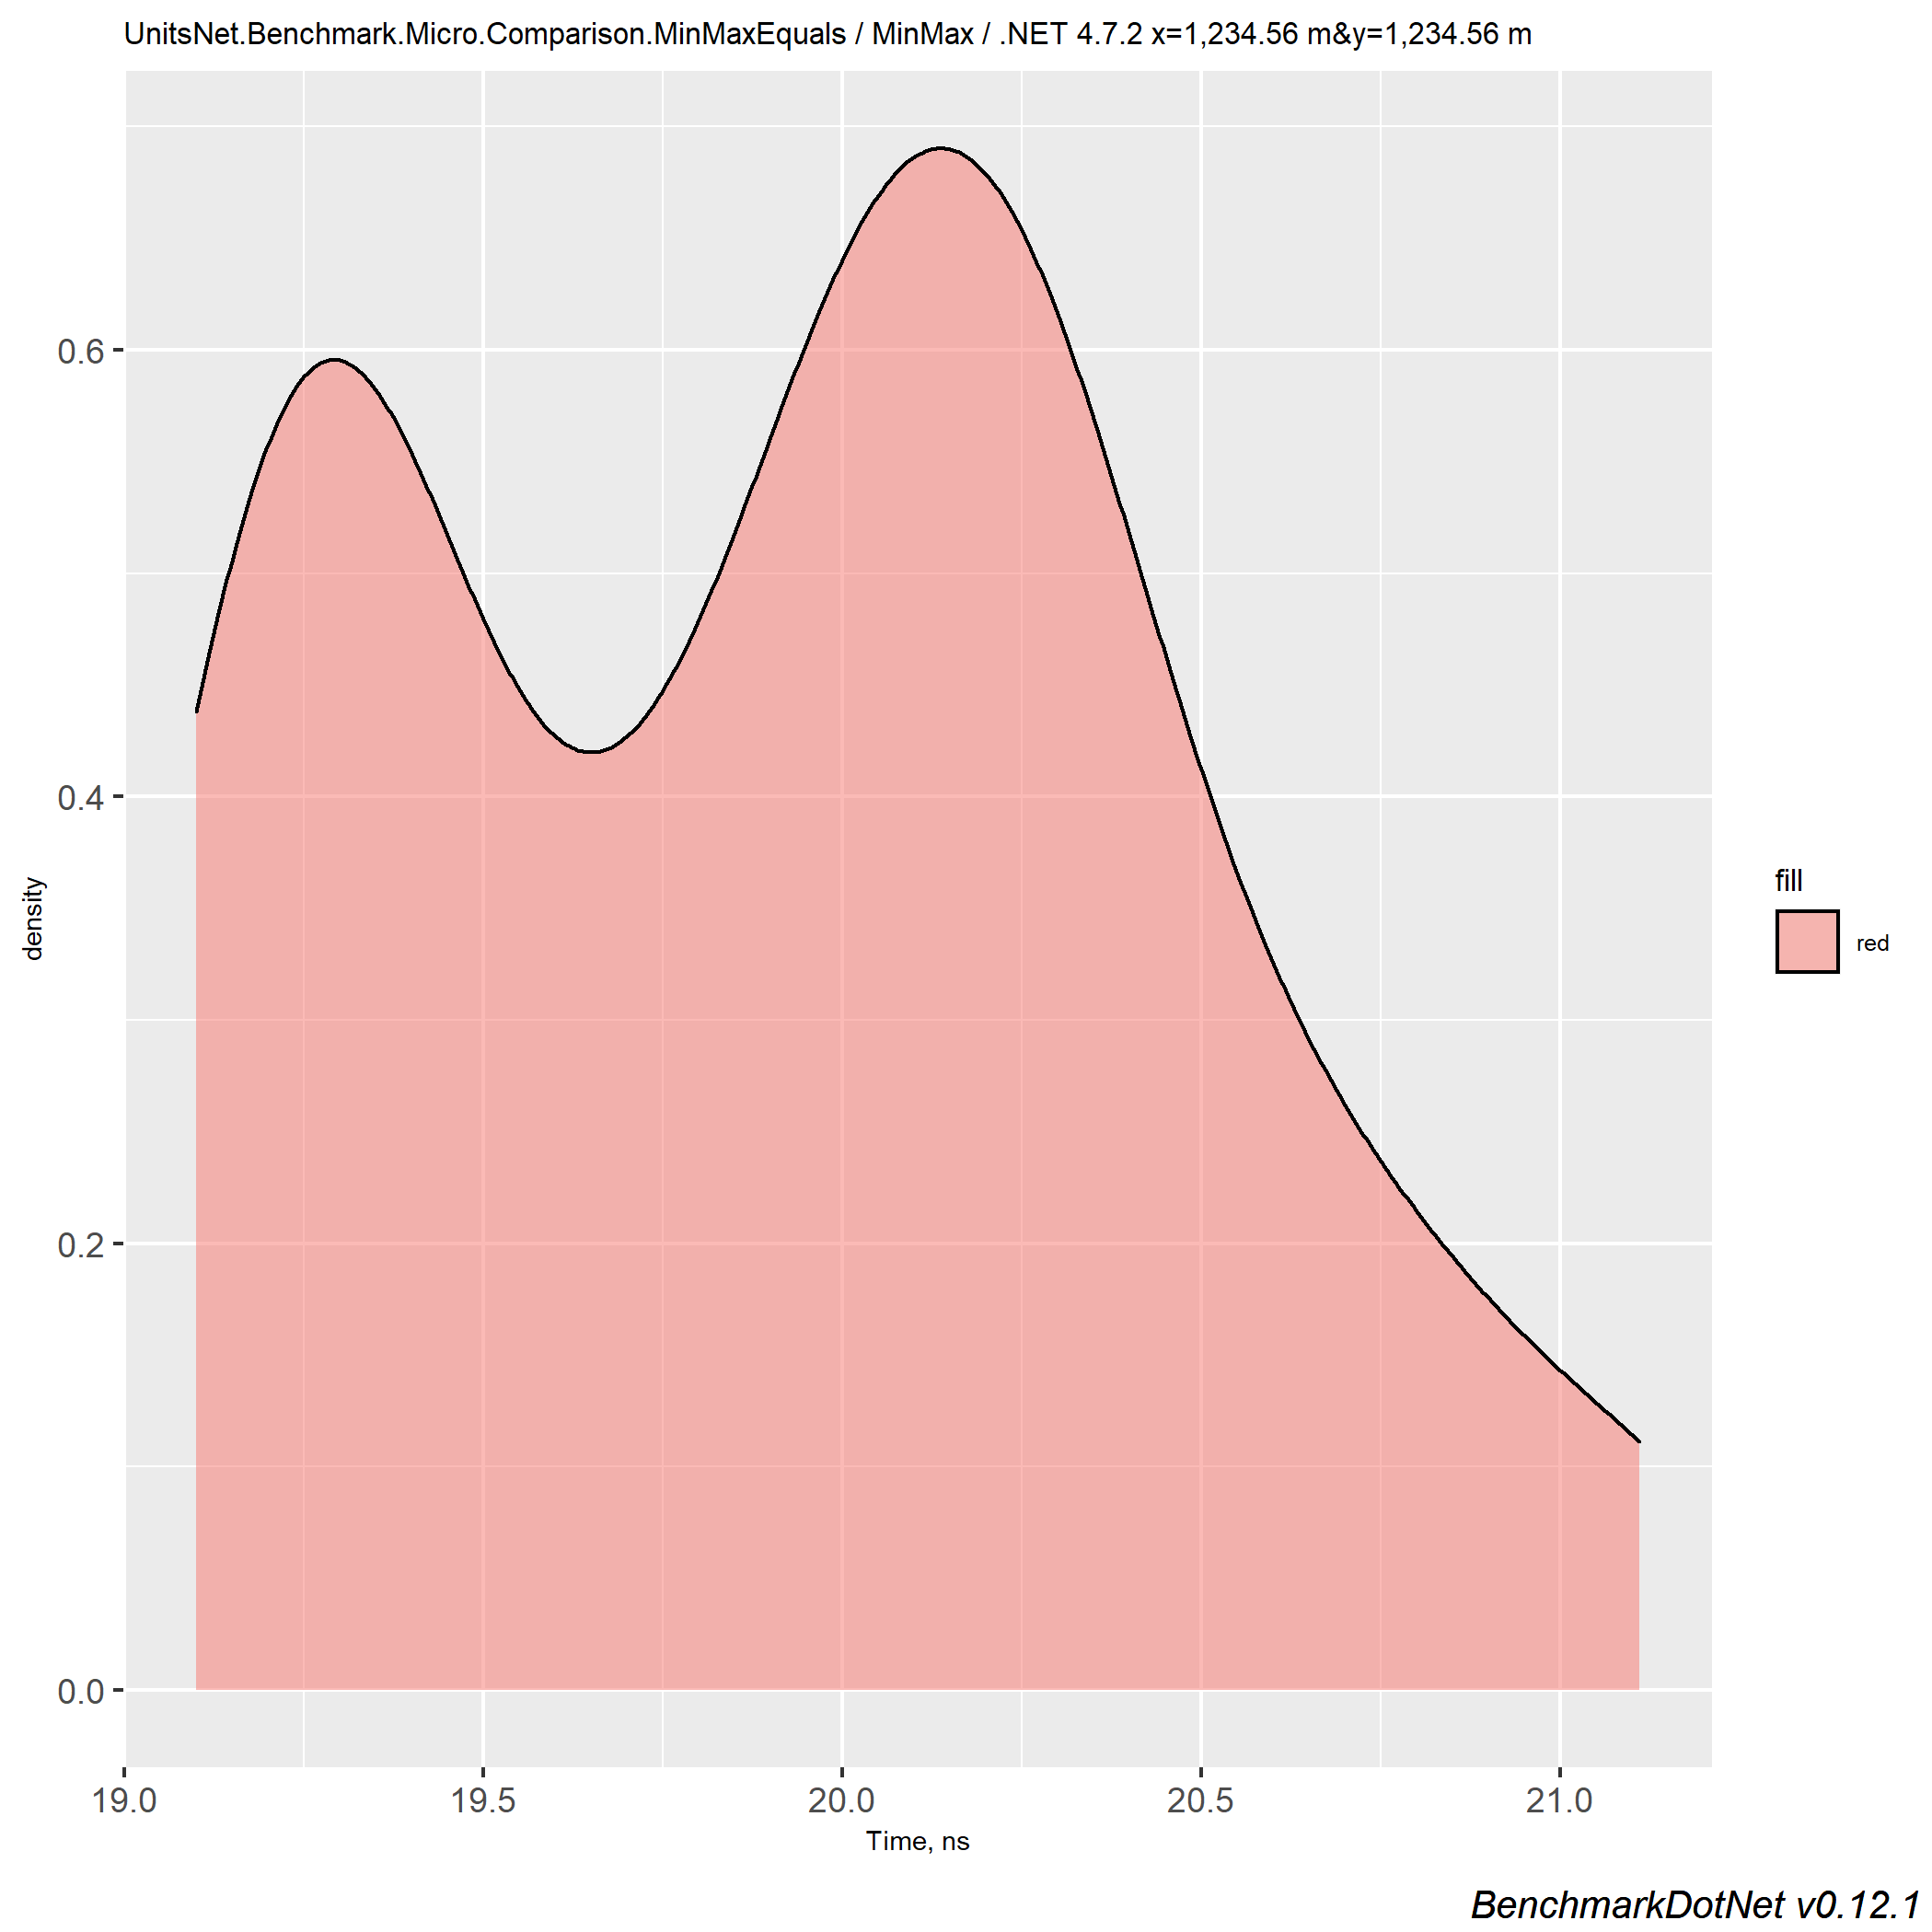 UnitsNet.Benchmark.Micro.Comparison.MinMaxEquals / MinMax / .NET 4.7.2 x=1,234.56 m&y=1,234.56 m
0.6
0.4
0.2
0.0
density
19.0 19.5 20.0 20.5 21.0
Time, ns
fill
red
BenchmarkDotNet v0.12.1